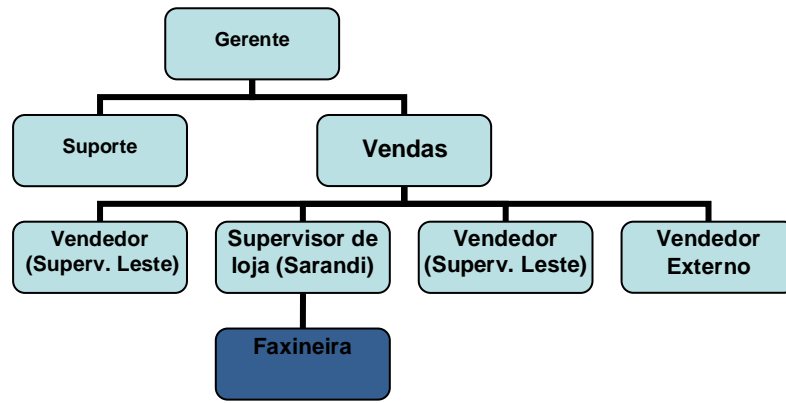 Gerente
Suporte
Vendas
Vendedor
(Superv. Leste)
Supervisor de
loja (Sarandi)
Vendedor
(Superv. Leste)
Vendedor
Externo
Faxineira